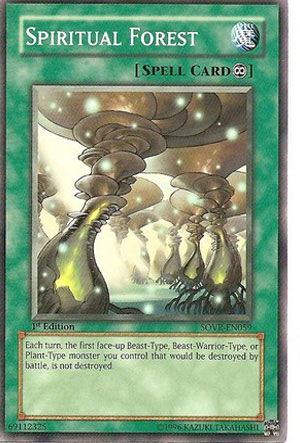 SPIRITUAL FOREST
[SPELL CARD∞]
1st Edition
SOVR-EN059
Each turn, the first face-up Beast-Type, Beast-Warrior-Type, or
Plant-Type monster you control that would be destroyed by
battle, is not destroyed.
69112325
©1996 KAZUKI TAKAHASHI